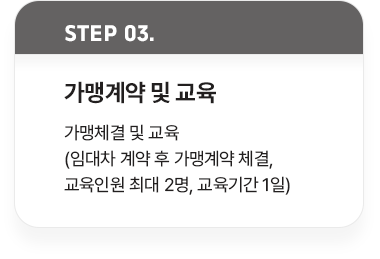 STEP 03.
가맹계약 및 교육
가맹체결 및 교육
(임대차 계약 후 가맹계약 체결,
교육인원 최대 2명, 교육기간 1일)